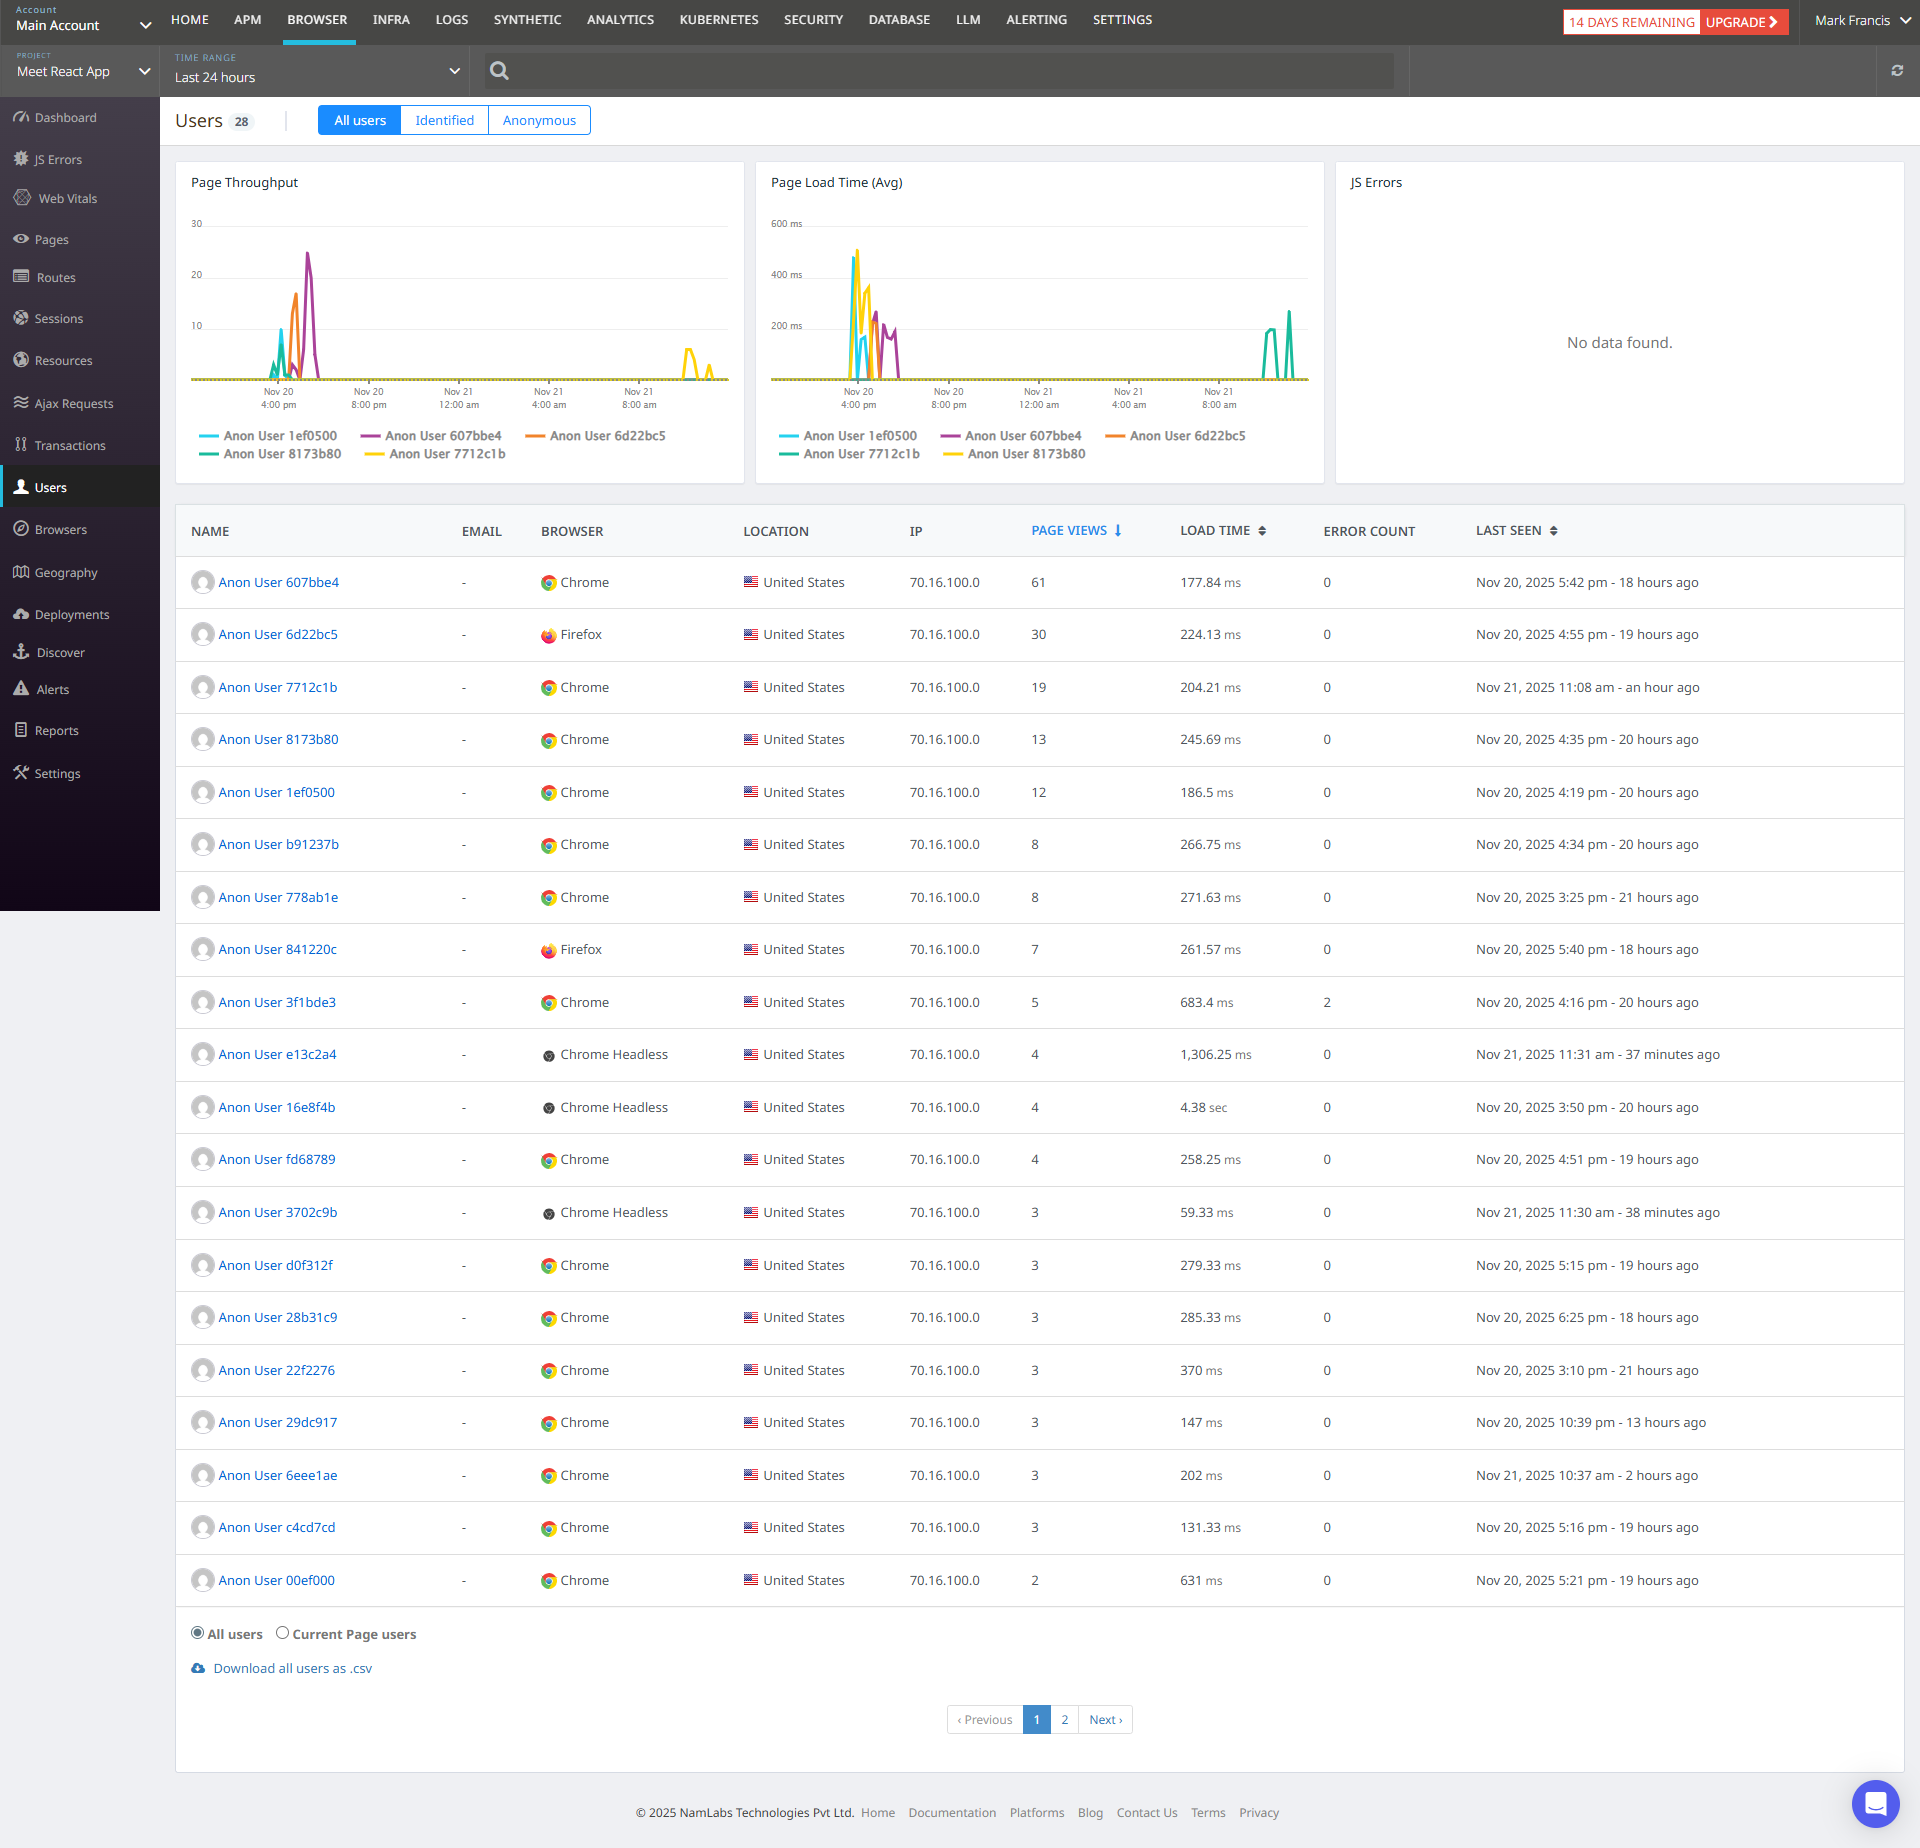 Account
Main Account
HOME APM BROWSER INFRA LOGS SYNTHETIC ANALYTICS KUBERNETES SECURITY DATABASE LLM ALERTING SETTINGS
14 DAYS REMAINING UPGRADE
Mark Francis
PROJECT
Meet React App
TIME RANGE
Last 24 hours
Dashboard
JS Errors
Web Vitals
Pages
Routes
Sessions
Resources
Ajax Requests
Transactions
Users
Browsers
Geography
Deployments
Discover
Alerts
Reports
Settings
Users 28
All users Identified Anonymous
Page Throughput
30
20
10
Nov 20 Nov 20 Nov 21 Nov 21 Nov 21
4:00 pm 8:00 pm 12:00 am 4:00 am 8:00 am
Anon User 1ef0500 Anon User 607bbe4 Anon User 6d22bc5
Anon User 8173b80 Anon User 7712c1b
Page Load Time (Avg)
600 ms
400 ms
200 ms
Nov 20 Nov 20 Nov 21 Nov 21 Nov 21
4:00 pm 8:00 pm 12:00 am 4:00 am 8:00 am
Anon User 1ef0500 Anon User 607bbe4 Anon User 6d22bc5
Anon User 7712c1b Anon User 8173b80
JS Errors
No data found.
NAME EMAIL BROWSER LOCATION IP PAGE VIEWS LOAD TIME ERROR COUNT LAST SEEN
Anon User 607bbe4 - Chrome United States 70.16.100.0 61 177.84 ms 0 Nov 20, 2025 5:42 pm - 18 hours ago
Anon User 6d22bc5 - Firefox United States 70.16.100.0 30 224.13 ms 0 Nov 20, 2025 4:55 pm - 19 hours ago
Anon User 7712c1b - Chrome United States 70.16.100.0 19 204.21 ms 0 Nov 21, 2025 11:08 am - an hour ago
Anon User 8173b80 - Chrome United States 70.16.100.0 13 245.69 ms 0 Nov 20, 2025 4:35 pm - 20 hours ago
Anon User 1ef0500 - Chrome United States 70.16.100.0 12 186.5 ms 0 Nov 20, 2025 4:19 pm - 20 hours ago
Anon User b91237b - Chrome United States 70.16.100.0 8 266.75 ms 0 Nov 20, 2025 4:34 pm - 20 hours ago
Anon User 778ab1e - Chrome United States 70.16.100.0 8 271.63 ms 0 Nov 20, 2025 3:25 pm - 21 hours ago
Anon User 841220c - Firefox United States 70.16.100.0 7 261.57 ms 0 Nov 20, 2025 5:40 pm - 18 hours ago
Anon User 3f1bde3 - Chrome United States 70.16.100.0 5 683.4 ms 2 Nov 20, 2025 4:16 pm - 20 hours ago
Anon User e13c2a4 - Chrome Headless United States 70.16.100.0 4 1,306.25 ms 0 Nov 21, 2025 11:31 am - 37 minutes ago
Anon User 16e8f4b - Chrome Headless United States 70.16.100.0 4 4.38 sec 0 Nov 20, 2025 3:50 pm - 20 hours ago
Anon User fd68789 - Chrome United States 70.16.100.0 4 258.25 ms 0 Nov 20, 2025 4:51 pm - 19 hours ago
Anon User 3702c9b - Chrome Headless United States 70.16.100.0 3 59.33 ms 0 Nov 21, 2025 11:30 am - 38 minutes ago
Anon User d0f312f - Chrome United States 70.16.100.0 3 279.33 ms 0 Nov 20, 2025 5:15 pm - 19 hours ago
Anon User 28b31c9 - Chrome United States 70.16.100.0 3 285.33 ms 0 Nov 20, 2025 6:25 pm - 18 hours ago
Anon User 22f2276 - Chrome United States 70.16.100.0 3 370 ms 0 Nov 20, 2025 3:10 pm - 21 hours ago
Anon User 29dc917 - Chrome United States 70.16.100.0 3 147 ms 0 Nov 20, 2025 10:39 pm - 13 hours ago
Anon User 6eee1ae - Chrome United States 70.16.100.0 3 202 ms 0 Nov 21, 2025 10:37 am - 2 hours ago
Anon User c4cd7cd - Chrome United States 70.16.100.0 3 131.33 ms 0 Nov 20, 2025 5:16 pm - 19 hours ago
Anon User 00ef000 - Chrome United States 70.16.100.0 2 631 ms 0 Nov 20, 2025 5:21 pm - 19 hours ago
All users Current Page users
Download all users as .csv
‹ Previous 1 2 Next ›
© 2025 NamLabs Technologies Pvt Ltd. Home Documentation Platforms Blog Contact Us Terms Privacy